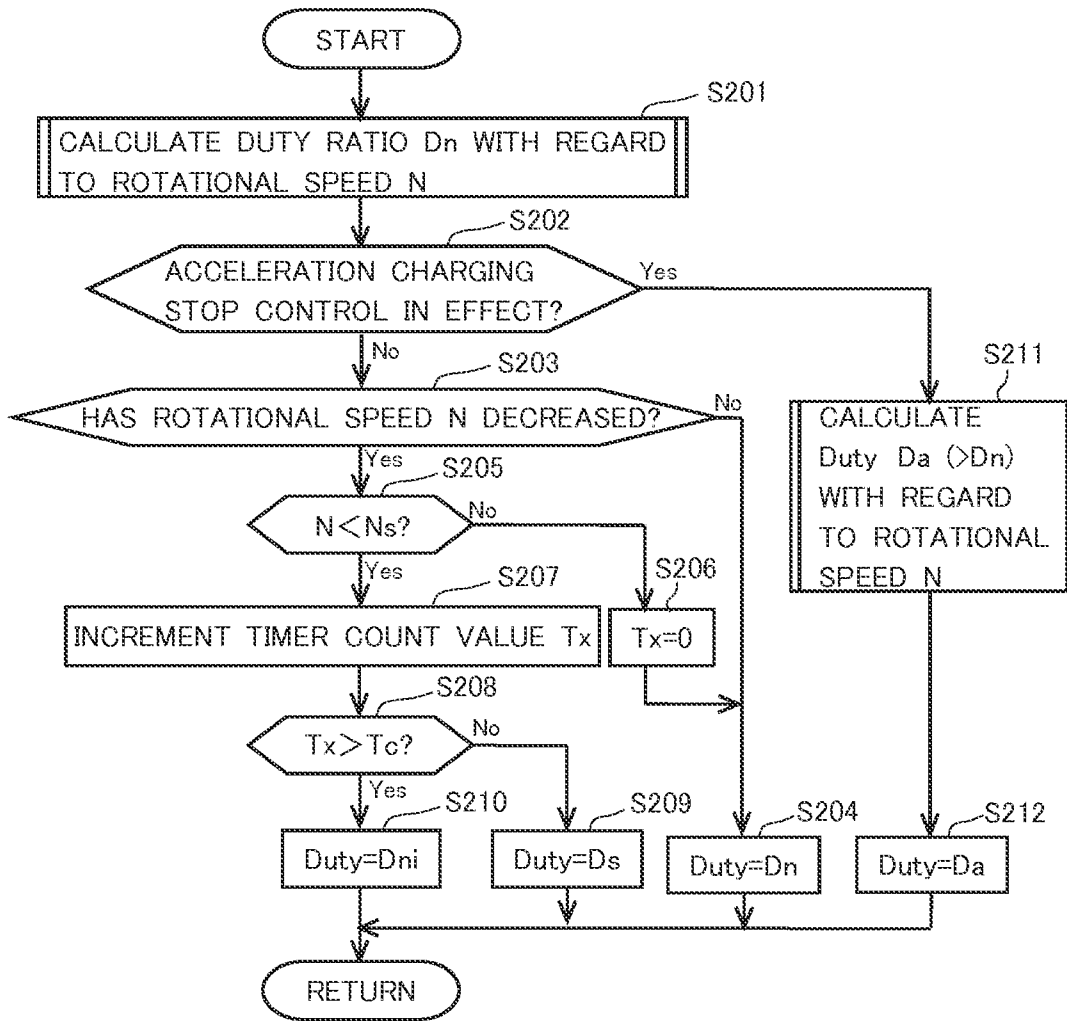 START
S201
CALCULATE DUTY RATIO Dn WITH REGARD
TO ROTATIONAL SPEED N
S202
ACCELERATION CHARGING
STOP CONTROL IN EFFECT?
Yes
No
S203
HAS ROTATIONAL SPEED N DECREASED?
No
Yes
S211
CALCULATE
Duty Da (>Dn)
WITH REGARD
TO ROTATIONAL
SPEED N
S205
N<Ns?
No
Yes
S207
INCREMENT TIMER COUNT VALUE Tx
S206
Tx=0
S208
Tx>Tc?
No
Yes
S210
Duty=Dni
S209
Duty=Ds
S204
Duty=Dn
S212
Duty=Da
RETURN